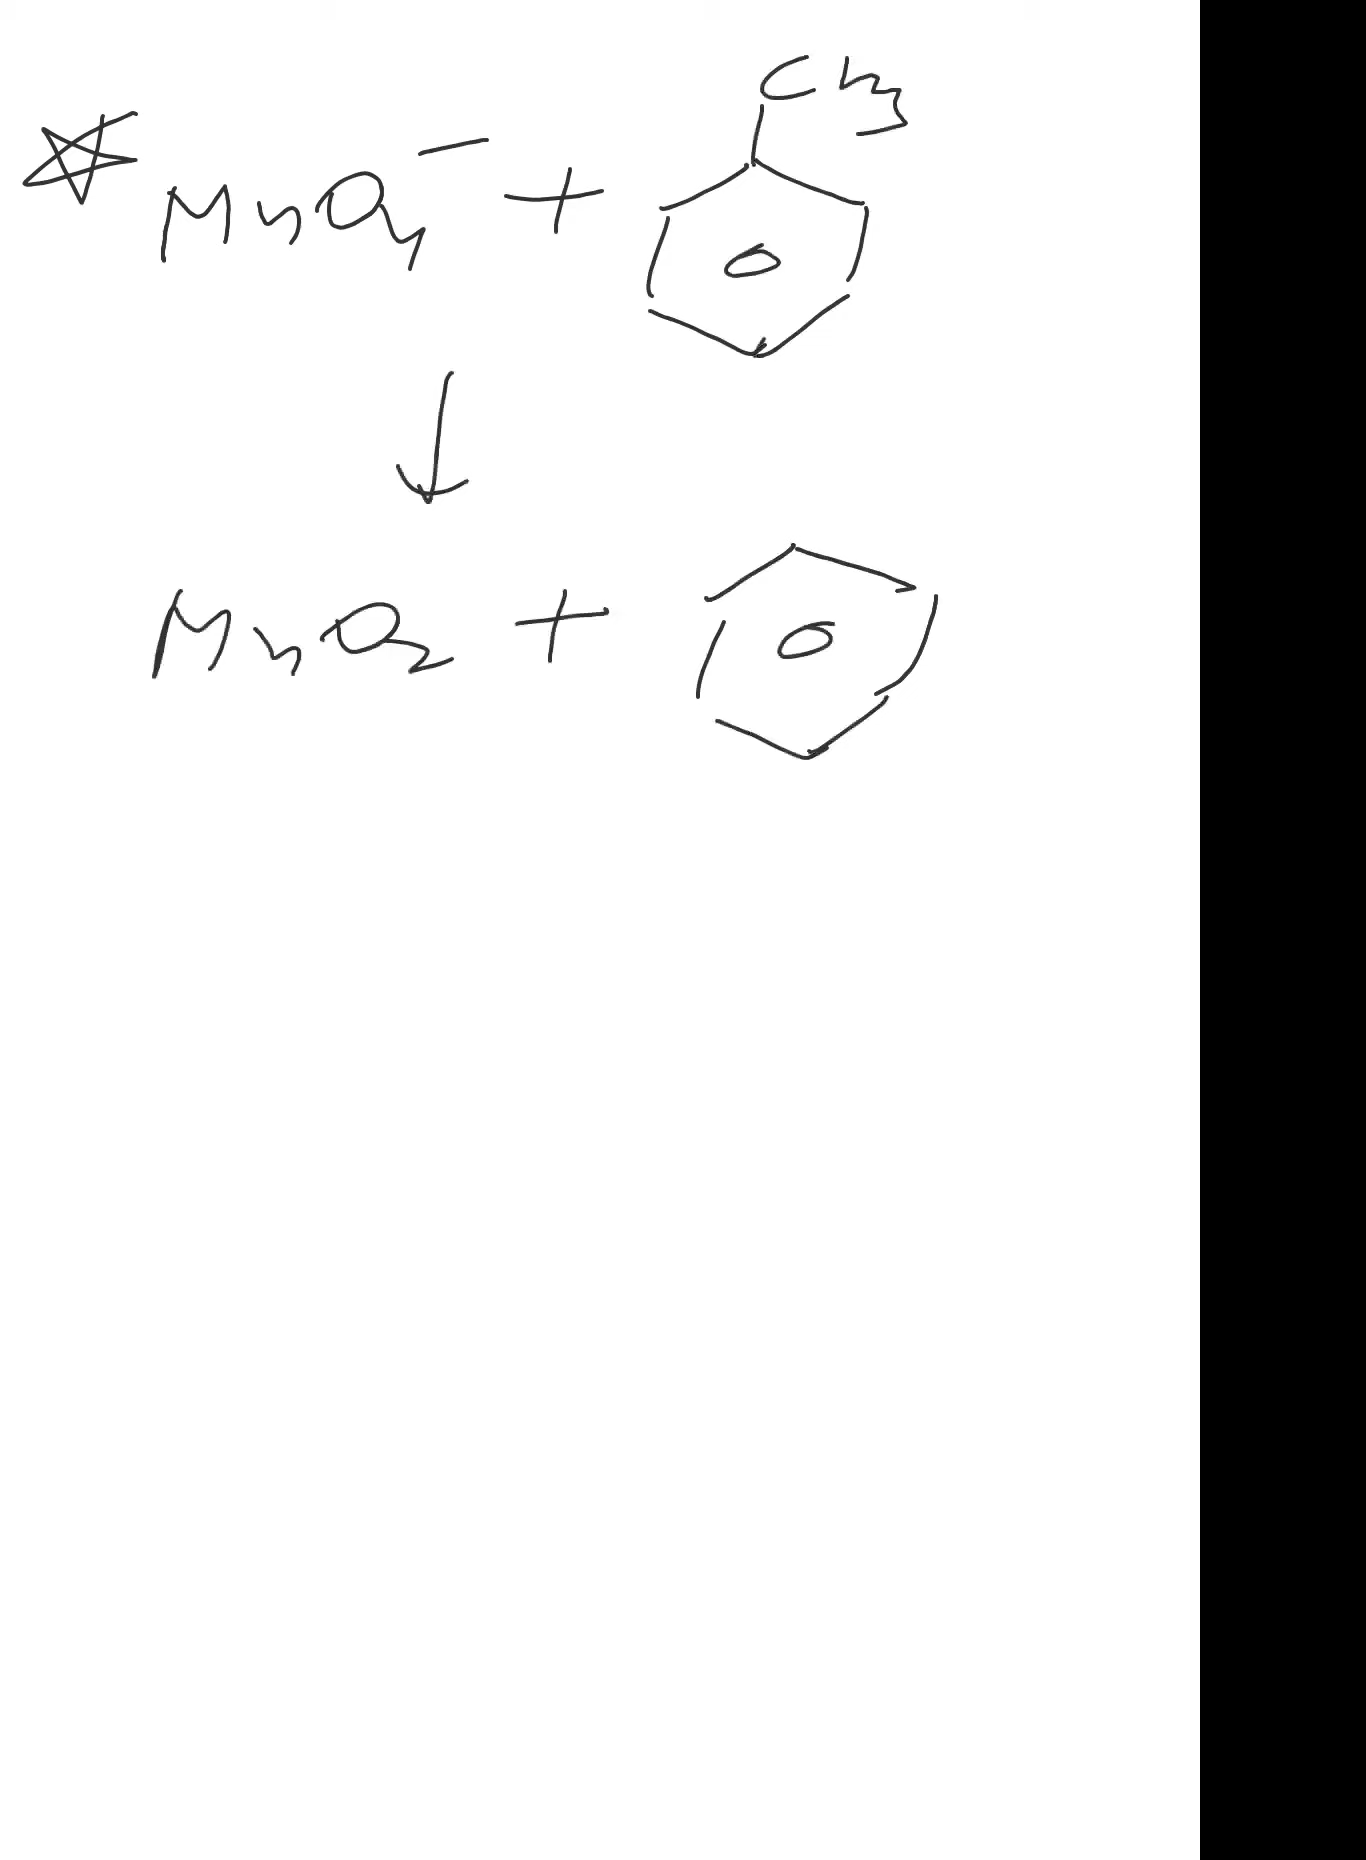 CH₃
MnO₄⁻ +
MnO₂ +